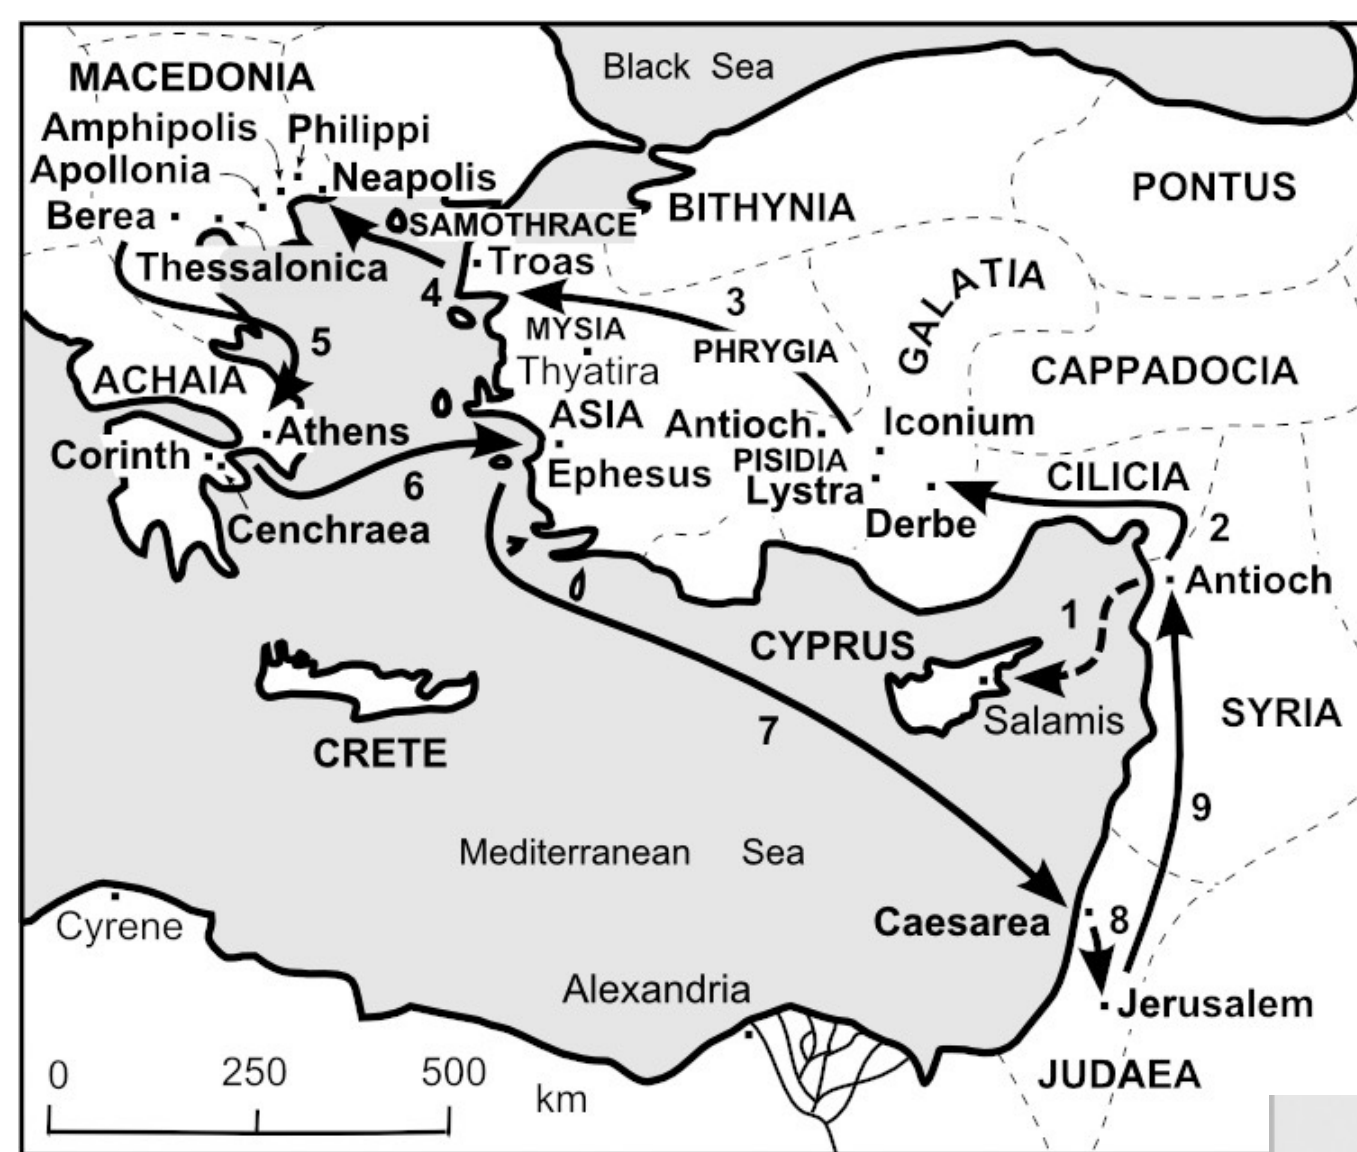 Black Sea
MACEDONIA
Amphipolis
Philippi
Apollonia
Neapolis
Berea
SAMOTHRACE
BITHYNIA
PONTUS
Thessalonica
Troas
GALATIA
4
3
5
MYSIA
PHRYGIA
Thyatira
ACHAIA
CAPPADOCIA
ASIA
Antioch
Iconium
Athens
Corinth
PISIDIA
Ephesus
6
Lystra
CILICIA
Derbe
2
Cenchraea
Antioch
1
CYPRUS
Salamis
SYRIA
7
CRETE
9
Mediterranean Sea
Caesarea
8
Cyrene
Alexandria
Jerusalem
JUDAEA
0 250 500
km